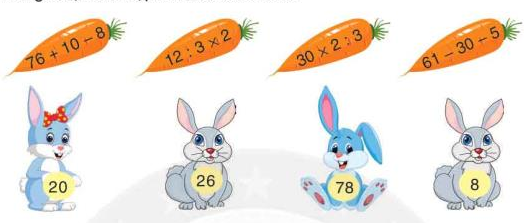 76 + 10 – 8
12 : 3 × 2
30 × 2 : 3
61 – 30 – 5
20
26
78
8